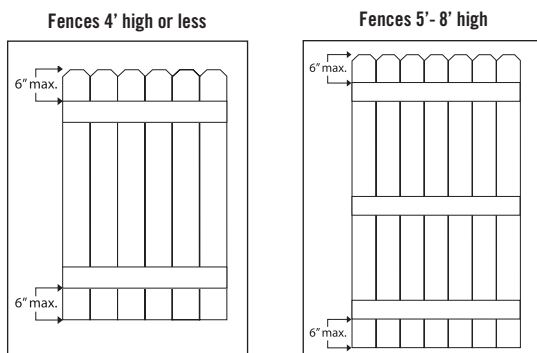 Fences 4’ high or less
6” max.
6” max.
Fences 5’- 8’ high
6” max.
6” max.